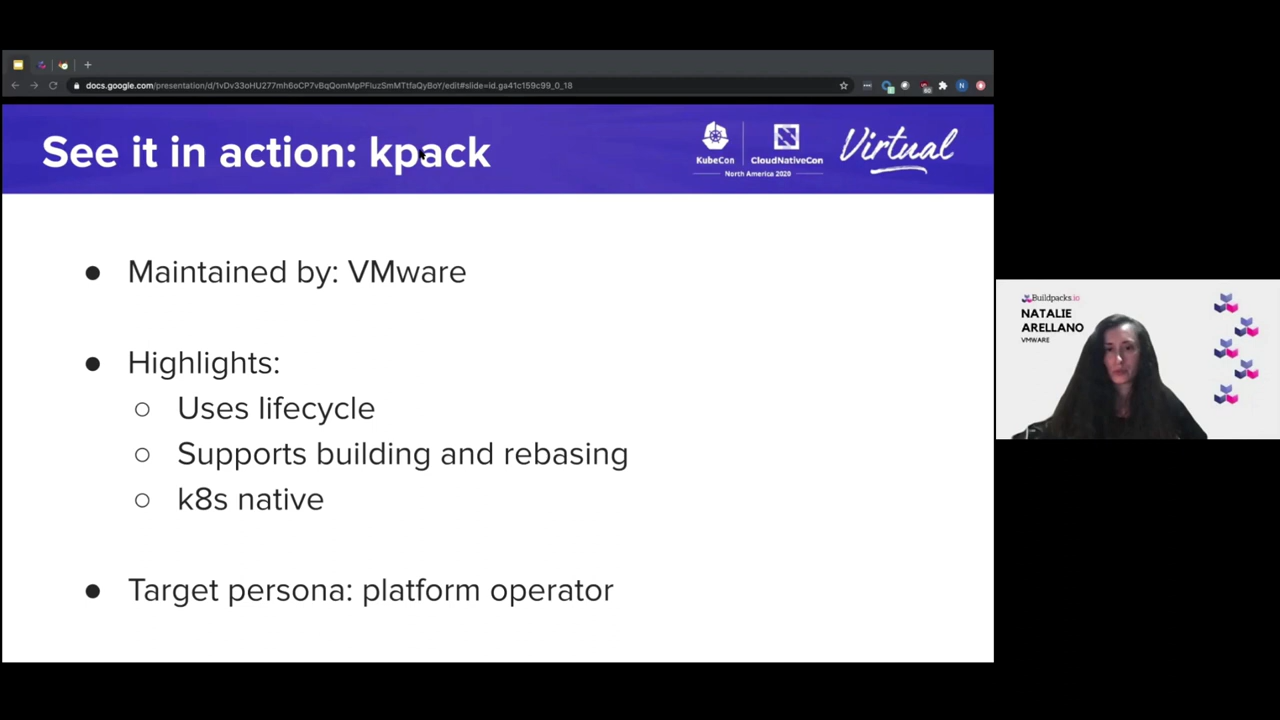 docs.google.com/presentation/d/1vDv33oHU277mh6oCP7vBqQomMpPFluzSmMTtfaQyBoY/edit#slide=id.ga41c159c99_0_18
See it in action: kpack
KubeCon
CloudNativeCon
North America 2020
Virtual
● Maintained by: VMware
● Highlights:
○ Uses lifecycle
○ Supports building and rebasing
○ k8s native
● Target persona: platform operator
Buildpacks.io
NATALIE
ARELLANO
VMWARE